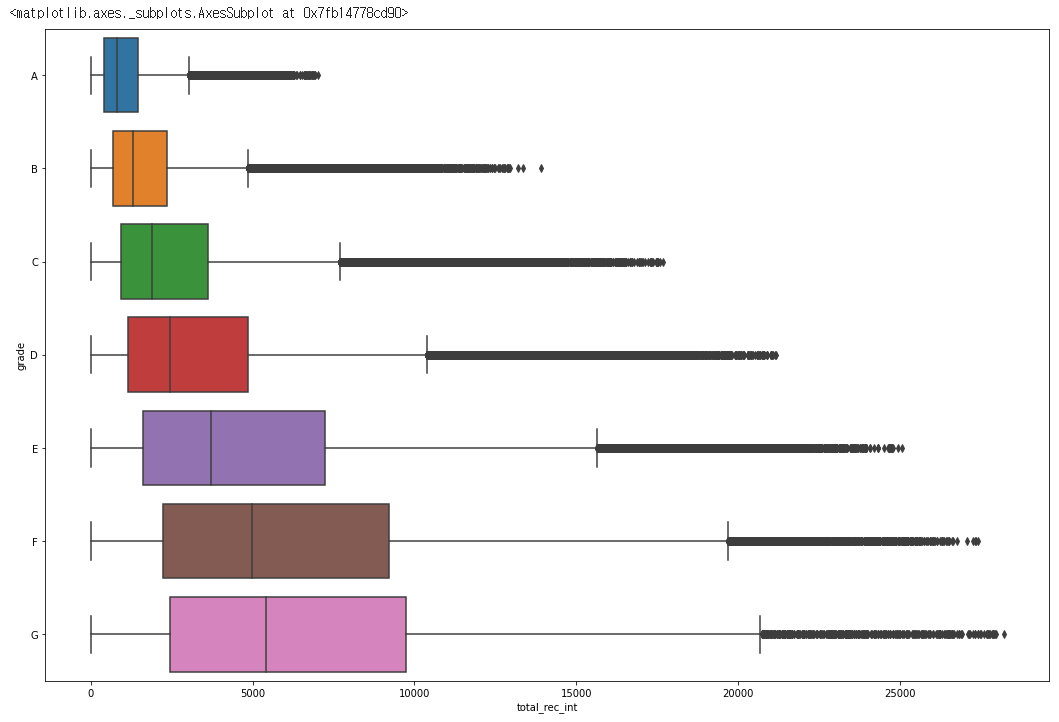 <matplotlib.axes._subplots.AxesSubplot at 0x7fb14778cd90>
A
B
C
D
E
F
G
grade
0 5000 10000 15000 20000 25000
total_rec_int